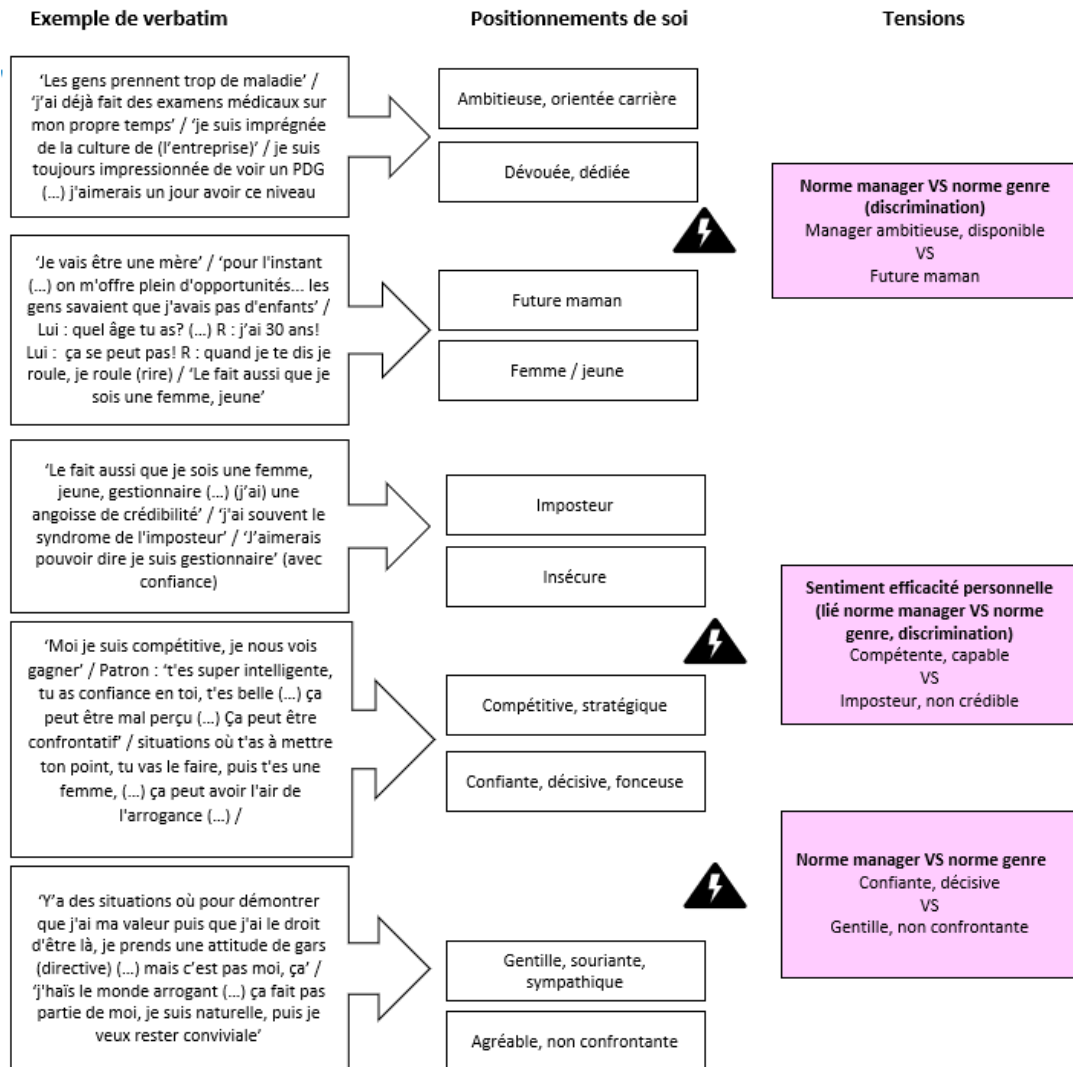 Exemple de verbatim
Positionnements de soi
Tensions
‘Les gens prennent trop de maladie’ /
‘j’ai déjà fait des examens médicaux sur
mon propre temps’ / ‘je suis imprégnée
de la culture de (l’entreprise)’ / je suis
toujours impressionnée de voir un PDG
(...) j'aimerais un jour avoir ce niveau
Ambitieuse, orientée carrière
Dévouée, dédiée
Norme manager VS norme genre
(discrimination)
Manager ambitieuse, disponible
VS
Future maman
‘Je vais être une mère’ / ‘pour l'instant
(...) on m'offre plein d'opportunités... les
gens savaient que j'avais pas d'enfants’ /
Lui : quel âge tu as? (...) R : j’ai 30 ans!
Lui : ça se peut pas! R : quand je te dis je
roule, je roule (rire) / ‘Le fait aussi que je
sois une femme, jeune’
Future maman
Femme / jeune
‘Le fait aussi que je sois une femme,
jeune, gestionnaire (...) (j’ai) une
angoisse de crédibilité’ / ‘j'ai souvent le
syndrome de l'imposteur’ / ‘J’aimerais
pouvoir dire je suis gestionnaire’ (avec
confiance)
Imposteur
Insécure
Sentiment efficacité personnelle
(lié norme manager VS norme
genre, discrimination)
Compétente, capable
VS
Imposteur, non crédible
‘Moi je suis compétitive, je nous vois
gagner’ / Patron : ‘t'es super intelligente,
tu as confiance en toi, t'es belle (...) ça
peut être mal perçu (...) Ça peut être
confrontatif’ / situations où t'as à mettre
ton point, tu vas le faire, puis t'es une
femme, (...) ça peut avoir l'air de
l'arrogance (...) /
Compétitive, stratégique
Confiante, décisive, fonceuse
Norme manager VS norme genre
Confiante, décisive
VS
Gentille, non confrontante
‘Y'a des situations où pour démontrer
que j'ai ma valeur puis que j'ai le droit
d'être là, je prends une attitude de gars
(directive) (...) mais c’est pas moi, ça’ /
‘j'haïs le monde arrogant (...) ça fait pas
partie de moi, je suis naturelle, puis je
veux rester conviviale’
Gentille, souriante,
sympathique
Agréable, non confrontante